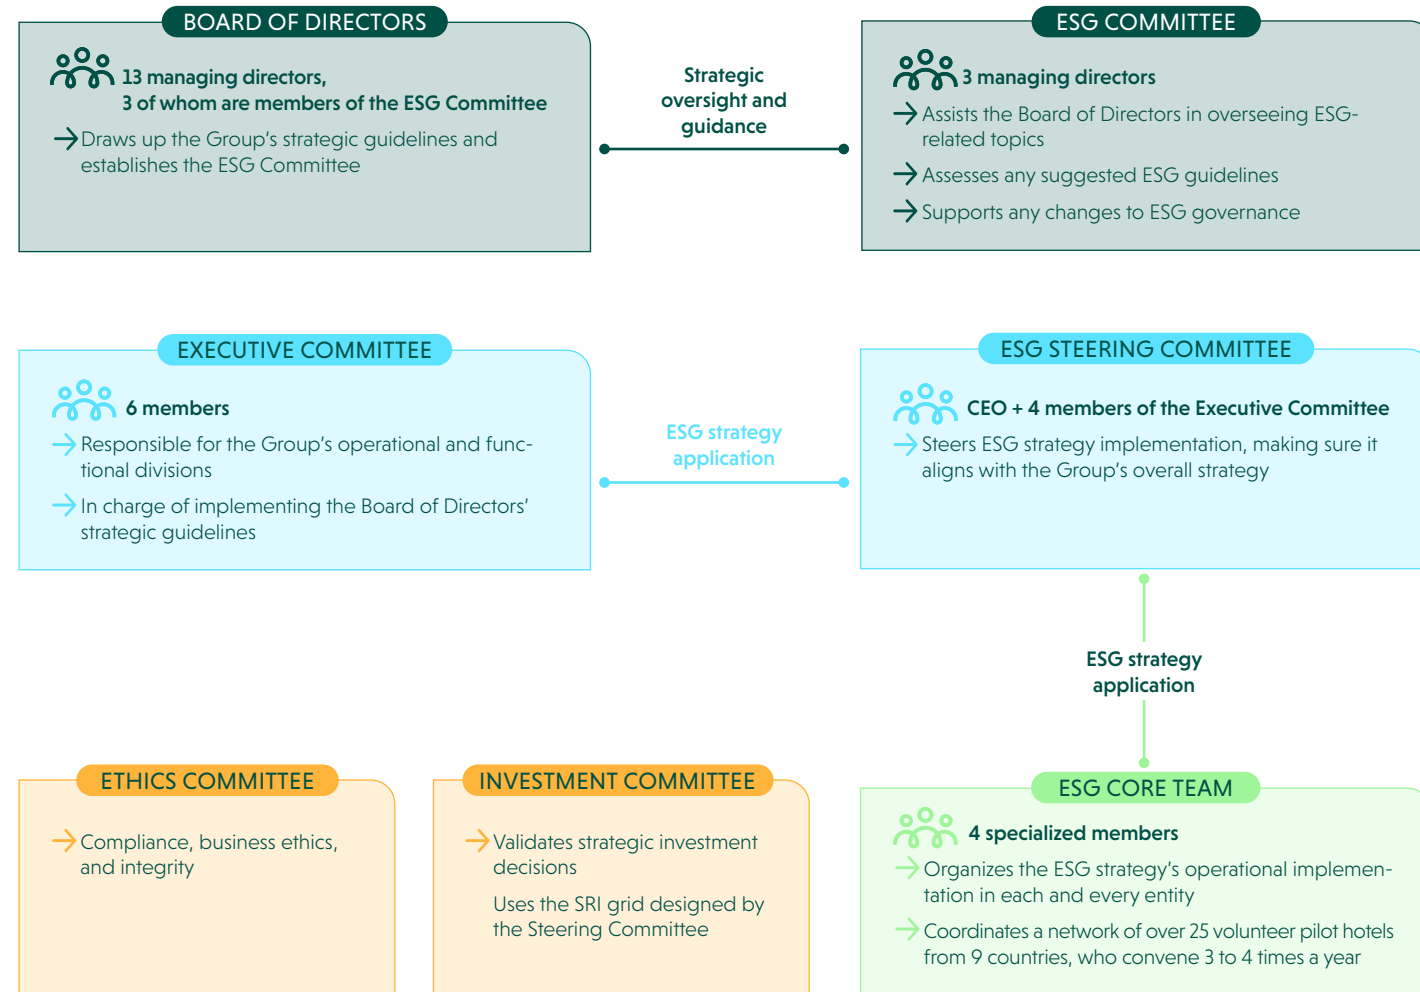 BOARD OF DIRECTORS
13 managing directors,
3 of whom are members of the ESG Committee
Draws up the Group's strategic guidelines and
establishes the ESG Committee
Strategic
oversight and
guidance
ESG COMMITTEE
3 managing directors
Assists the Board of Directors in overseeing ESG-
related topics
Assesses any suggested ESG guidelines
Supports any changes to ESG governance
EXECUTIVE COMMITTEE
6 members
Responsible for the Group's operational and func-
tional divisions
In charge of implementing the Board of Directors'
strategic guidelines
ESG strategy
application
ESG STEERING COMMITTEE
CEO + 4 members of the Executive Committee
Steers ESG strategy implementation, making sure it
aligns with the Group's overall strategy
ESG strategy
application
ETHICS COMMITTEE
Compliance, business ethics,
and integrity
INVESTMENT COMMITTEE
Validates strategic investment
decisions
Uses the SRI grid designed by
the Steering Committee
ESG CORE TEAM
4 specialized members
Organizes the ESG strategy's operational implemen-
tation in each and every entity
Coordinates a network of over 25 volunteer pilot hotels
from 9 countries, who convene 3 to 4 times a year